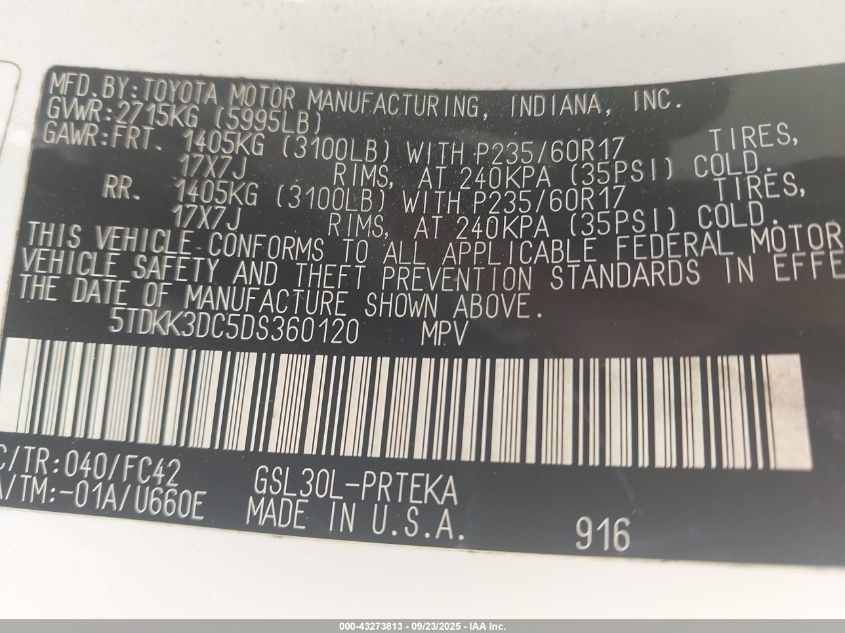 MFD.BY:TOYOTA MOTOR MANUFACTURING, INDIANA, INC.
GVWR:2715KG (5995LB)
GAWR:FRT. 1405KG (3100LB) WITH P235/60R17 TIRES,
17X7J RIMS, AT 240KPA (35PSI) COLD.
RR. 1405KG (3100LB) WITH P235/60R17 TIRES,
17X7J RIMS, AT 240KPA (35PSI) COLD.
THIS VEHICLE CONFORMS TO ALL APPLICABLE FEDERAL MOTOR
VEHICLE SAFETY AND THEFT PREVENTION STANDARDS IN EFFE
THE DATE OF MANUFACTURE SHOWN ABOVE.
5TDKK3DC5DS360120 MPV
C/TR:040/FC42 GSL30L-PRTEKA
A/TM:-01A/U660E MADE IN U.S.A. 916
000-43273813 - 09/23/2025 - IAA Inc.